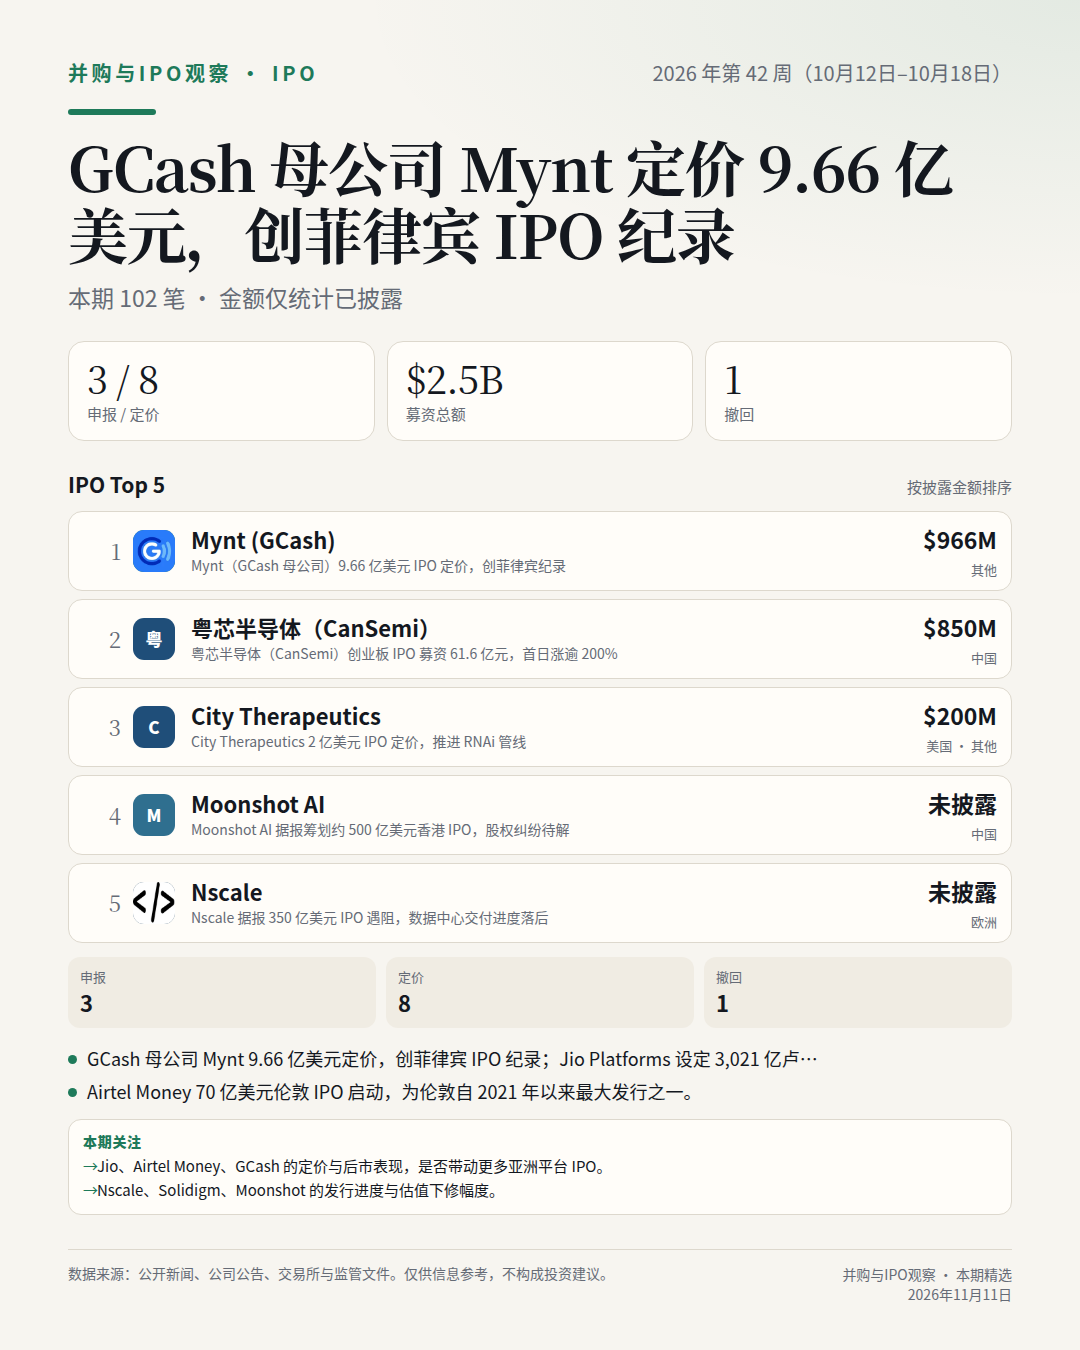 并购与IPO观察 · IPO
2026 年第 42 周（10月12日–10月18日）
GCash 母公司 Mynt 定价 9.66 亿
美元，创菲律宾 IPO 纪录
本期 102 笔 · 金额仅统计已披露
3 / 8
申报 / 定价
$2.5B
募资总额
1
撤回
IPO Top 5
按披露金额排序
1
G
Mynt (GCash)
Mynt（GCash 母公司）9.66 亿美元 IPO 定价，创菲律宾纪录
$966M
其他
2
粤
粤芯半导体（CanSemi）
粤芯半导体（CanSemi）创业板 IPO 募资 61.6 亿元，首日涨逾 200%
$850M
中国
3
C
City Therapeutics
City Therapeutics 2 亿美元 IPO 定价，推进 RNAi 管线
$200M
美国 · 其他
4
M
Moonshot AI
Moonshot AI 据报筹划约 500 亿美元香港 IPO，股权纠纷待解
未披露
中国
5
</>
Nscale
Nscale 据报 350 亿美元 IPO 遇阻，数据中心交付进度落后
未披露
欧洲
申报
3
定价
8
撤回
1
GCash 母公司 Mynt 9.66 亿美元定价，创菲律宾 IPO 纪录；Jio Platforms 设定 3,021 亿卢…
Airtel Money 70 亿美元伦敦 IPO 启动，为伦敦自 2021 年以来最大发行之一。
本期关注
→Jio、Airtel Money、GCash 的定价与后市表现，是否带动更多亚洲平台 IPO。
→Nscale、Solidigm、Moonshot 的发行进度与估值下修幅度。
数据来源：公开新闻、公司公告、交易所与监管文件。仅供信息参考，不构成投资建议。
并购与IPO观察 · 本期精选
2026年11月11日